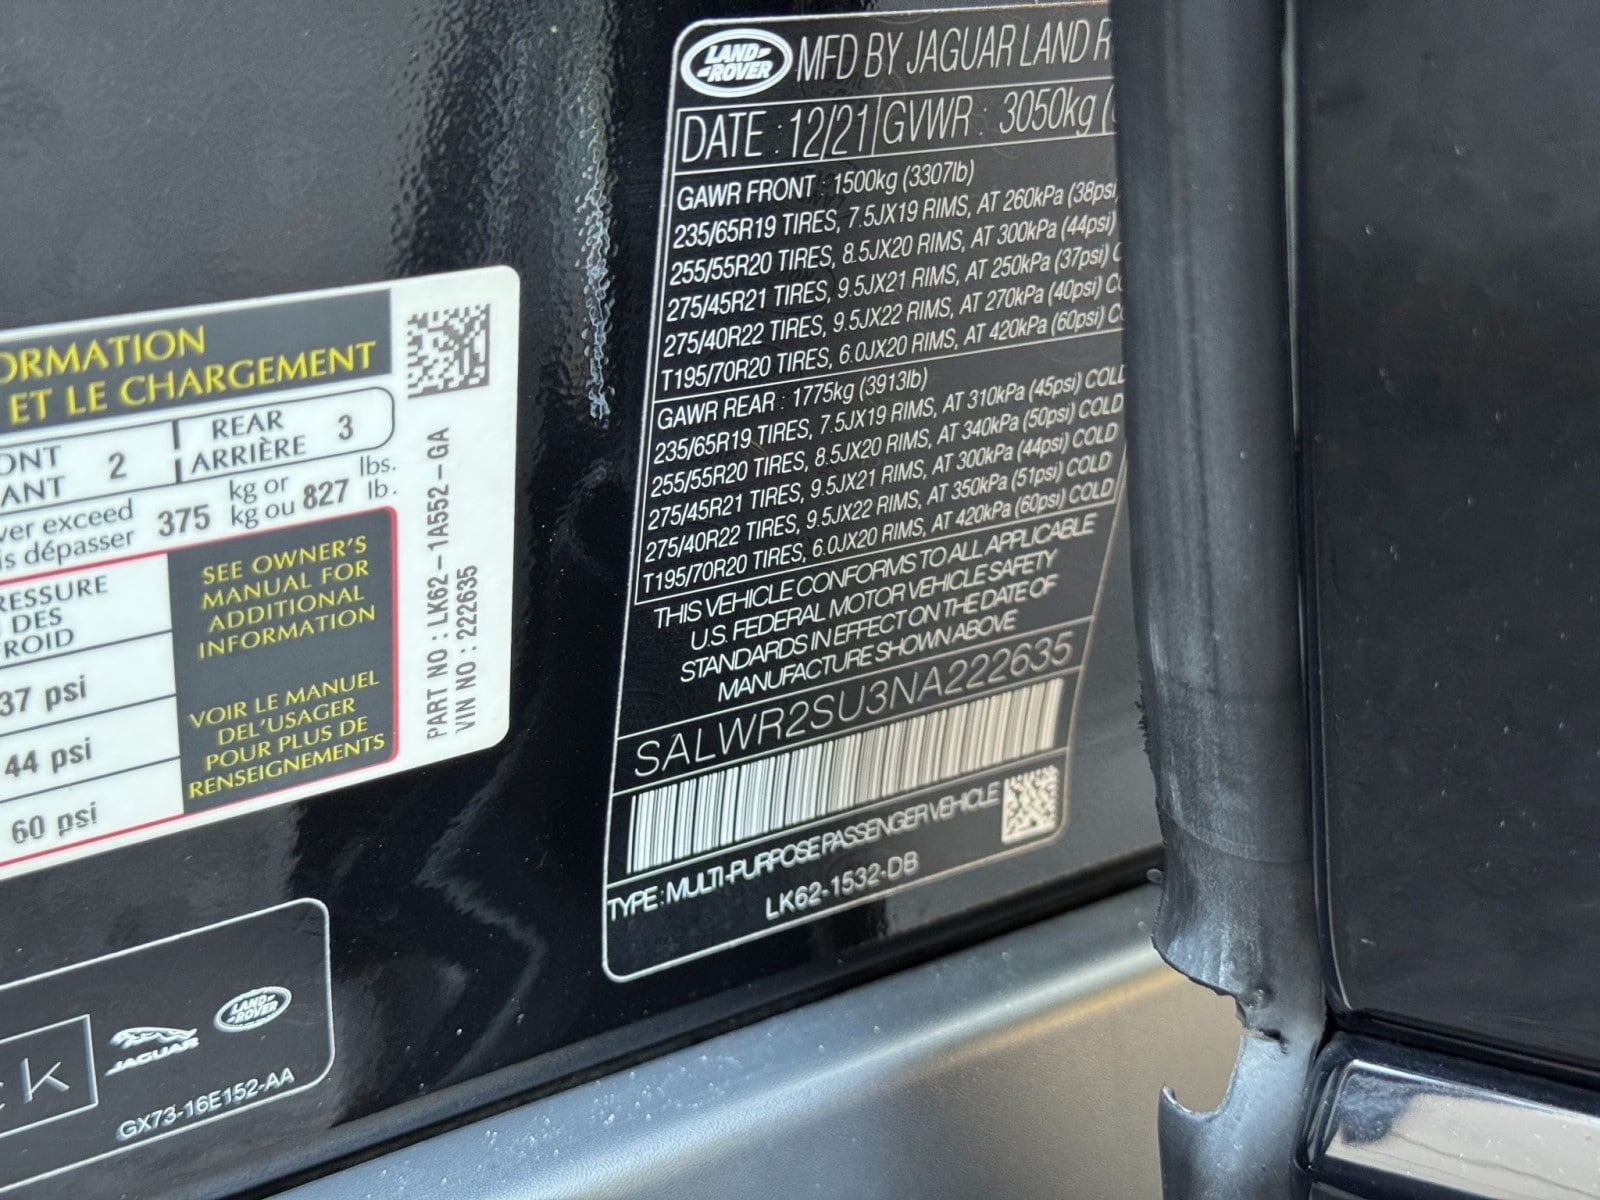 ORMATION
ET LE CHARGEMENT
ONT
ANT
2
REAR
ARRIÈRE
3
ver exceed
is dépasser
375
kg or
kg ou
827
lbs.
lb.
RESSURE
DES
ROID
37 psi
44 psi
60 psi
SEE OWNER'S
MANUAL FOR
ADDITIONAL
INFORMATION
VOIR LE MANUEL
DEL'USAGER
POUR PLUS DE
RENSEIGNEMENTS
PART NO : LK62-1A552-GA
VIN NO : 222635
k
JAGUAR
LAND-
-ROVER
GX73-16E152-AA
LAND-
-ROVER
MFD BY JAGUAR LAND R
DATE : 12/21 GVWR : 3050kg (
GAWR FRONT : 1500kg (3307lb)
235/65R19 TIRES, 7.5JX19 RIMS, AT 260kPa (38psi
255/55R20 TIRES, 8.5JX20 RIMS, AT 300kPa (44psi)
275/45R21 TIRES, 9.5JX21 RIMS, AT 250kPa (37psi) C
275/40R22 TIRES, 9.5JX22 RIMS, AT 270kPa (40psi) CO
T195/70R20 TIRES, 6.0JX20 RIMS, AT 420kPa (60psi) CO
GAWR REAR : 1775kg (3913lb)
235/65R19 TIRES, 7.5JX19 RIMS, AT 310kPa (45psi) COLD
255/55R20 TIRES, 8.5JX20 RIMS, AT 340kPa (50psi) COLD
275/45R21 TIRES, 9.5JX21 RIMS, AT 300kPa (44psi) COLD
275/40R22 TIRES, 9.5JX22 RIMS, AT 350kPa (51psi) COLD
T195/70R20 TIRES, 6.0JX20 RIMS, AT 420kPa (60psi) COLD
THIS VEHICLE CONFORMS TO ALL APPLICABLE
U.S. FEDERAL MOTOR VEHICLE SAFETY
STANDARDS IN EFFECT ON THE DATE OF
MANUFACTURE SHOWN ABOVE
SALWR2SU3NA222635
TYPE : MULTI-PURPOSE PASSENGER VEHICLE
LK62-1532-DB